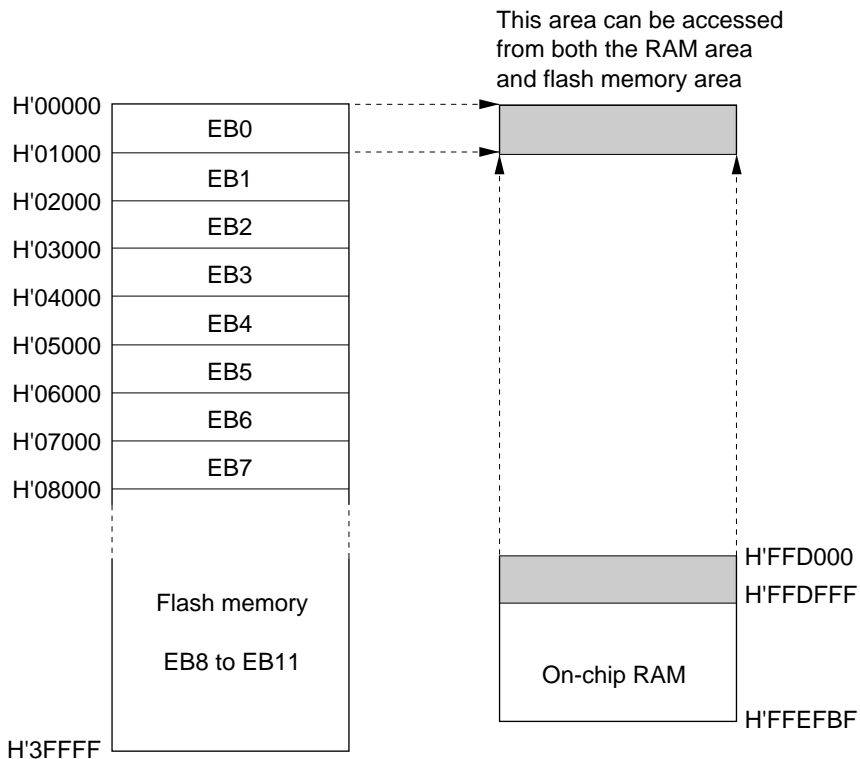 This area can be accessed
from both the RAM area
and flash memory area
H'00000
EB0
H'01000
EB1
H'02000
EB2
H'03000
EB3
H'04000
EB4
H'05000
EB5
H'06000
EB6
H'07000
EB7
H'08000
H'FFD000
Flash memory
H'FFDFFF
EB8 to EB11
On-chip RAM
H'FFEFBF
H'3FFFF